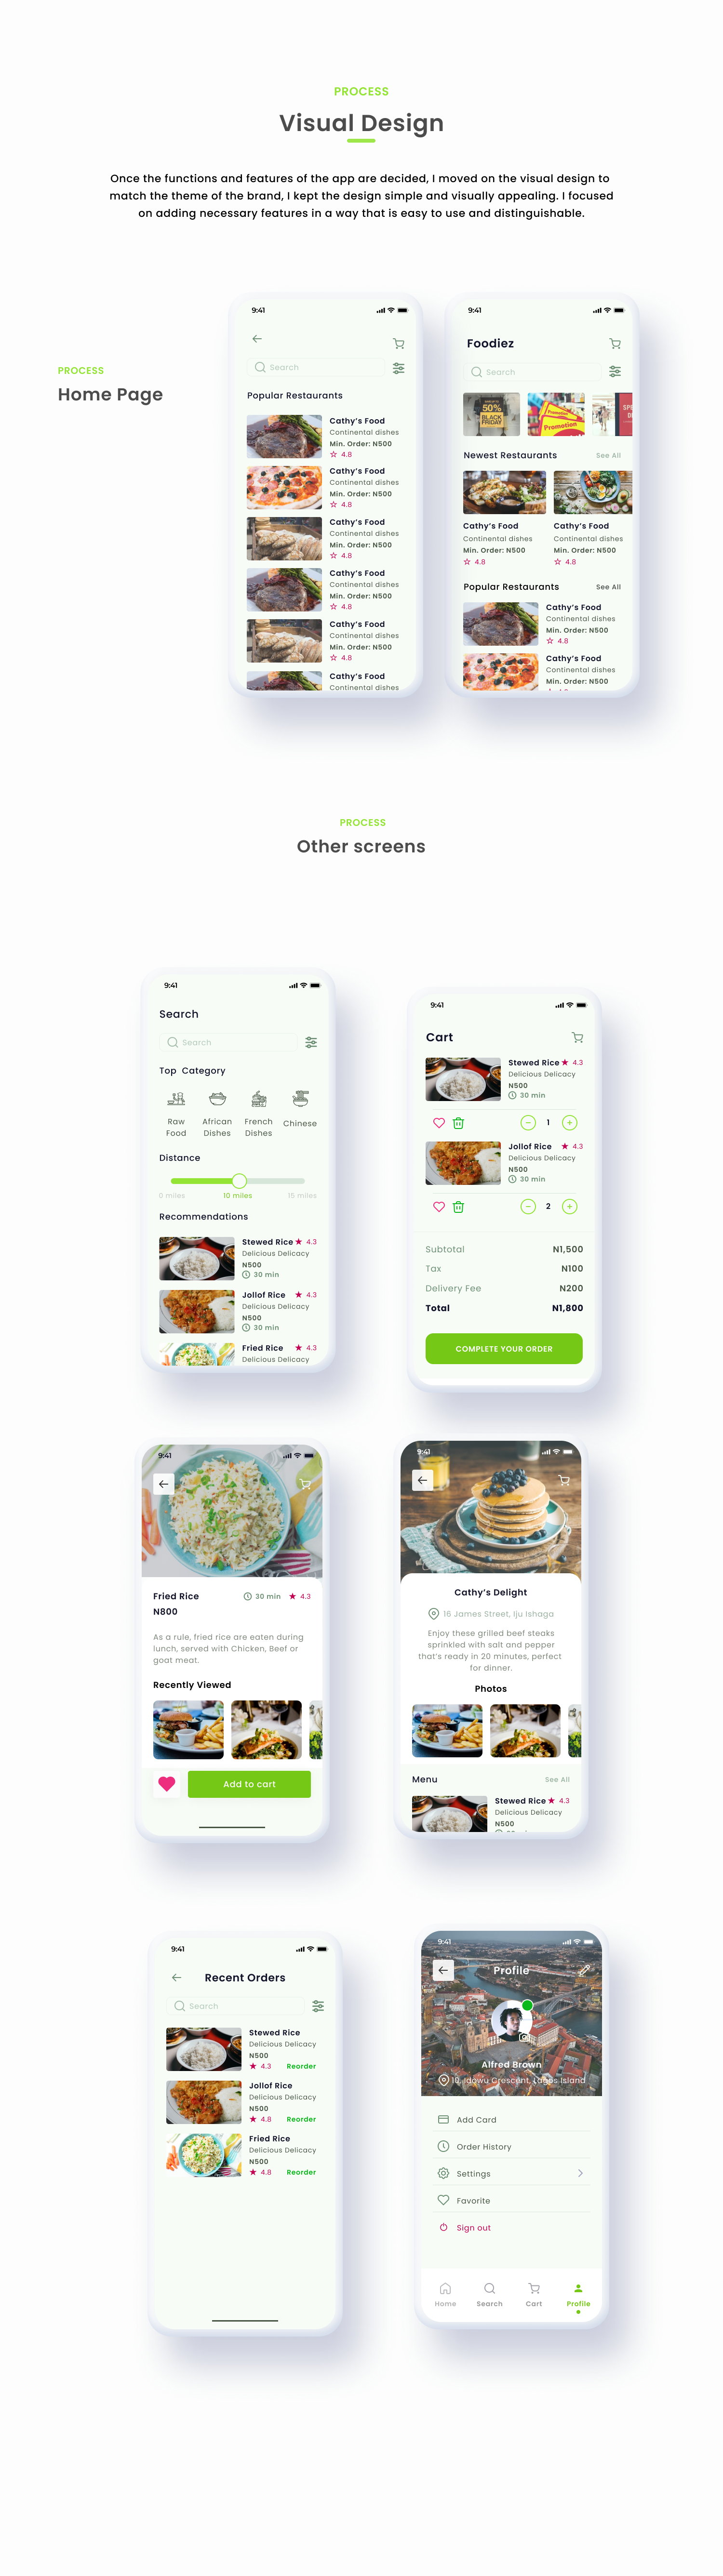 PROCESS
Visual Design
Once the functions and features of the app are decided, I moved on the visual design to
match the theme of the brand, I kept the design simple and visually appealing. I focused
on adding necessary features in a way that is easy to use and distinguishable.
PROCESS
Home Page
9:41
Search
Popular Restaurants
Cathy's Food
Continental dishes
Min. Order: N500
4.8
Cathy's Food
Continental dishes
Min. Order: N500
4.8
Cathy's Food
Continental dishes
Min. Order: N500
4.8
Cathy's Food
Continental dishes
Min. Order: N500
4.8
Cathy's Food
Continental dishes
Min. Order: N500
4.8
Cathy's Food
Continental dishes
9:41
Foodiez
Search
50%
BLACK
FRIDAY
Promotion
Newest Restaurants See All
Cathy's Food
Continental dishes
Min. Order: N500
4.8
Cathy's Food
Continental dishes
Min. Order: N500
4.8
Popular Restaurants See All
Cathy's Food
Continental dishes
Min. Order: N500
4.8
Cathy's Food
Continental dishes
Min. Order: N500
PROCESS
Other screens
9:41
Search
Search
Top Category
Raw
Food
African
Dishes
French
Dishes
Chinese
Distance
0 miles 10 miles 15 miles
Recommendations
Stewed Rice 4.3
Delicious Delicacy
N500
30 min
Jollof Rice 4.3
Delicious Delicacy
N500
30 min
Fried Rice 4.3
Delicious Delicacy
9:41
Cart
Stewed Rice 4.3
Delicious Delicacy
N500
30 min
1
Jollof Rice 4.3
Delicious Delicacy
N500
30 min
2
Subtotal N1,500
Tax N100
Delivery Fee N200
Total N1,800
COMPLETE YOUR ORDER
9:41
Fried Rice 30 min 4.3
N800
As a rule, fried rice are eaten during
lunch, served with Chicken, Beef or
goat meat.
Recently Viewed
Add to cart
9:41
Cathy's Delight
16 James Street, Iju Ishaga
Enjoy these grilled beef steaks
sprinkled with salt and pepper
that's ready in 20 minutes, perfect
for dinner.
Photos
Menu See All
Stewed Rice 4.3
Delicious Delicacy
N500
9:41
Recent Orders
Search
Stewed Rice
Delicious Delicacy
N500
4.3 Reorder
Jollof Rice
Delicious Delicacy
N500
4.8 Reorder
Fried Rice
Delicious Delicacy
N500
4.8 Reorder
9:41
Profile
Alfred Brown
10, Idowu Crescent, Lagos Island
Add Card
Order History
Settings
Favorite
Sign out
Home Search Cart Profile